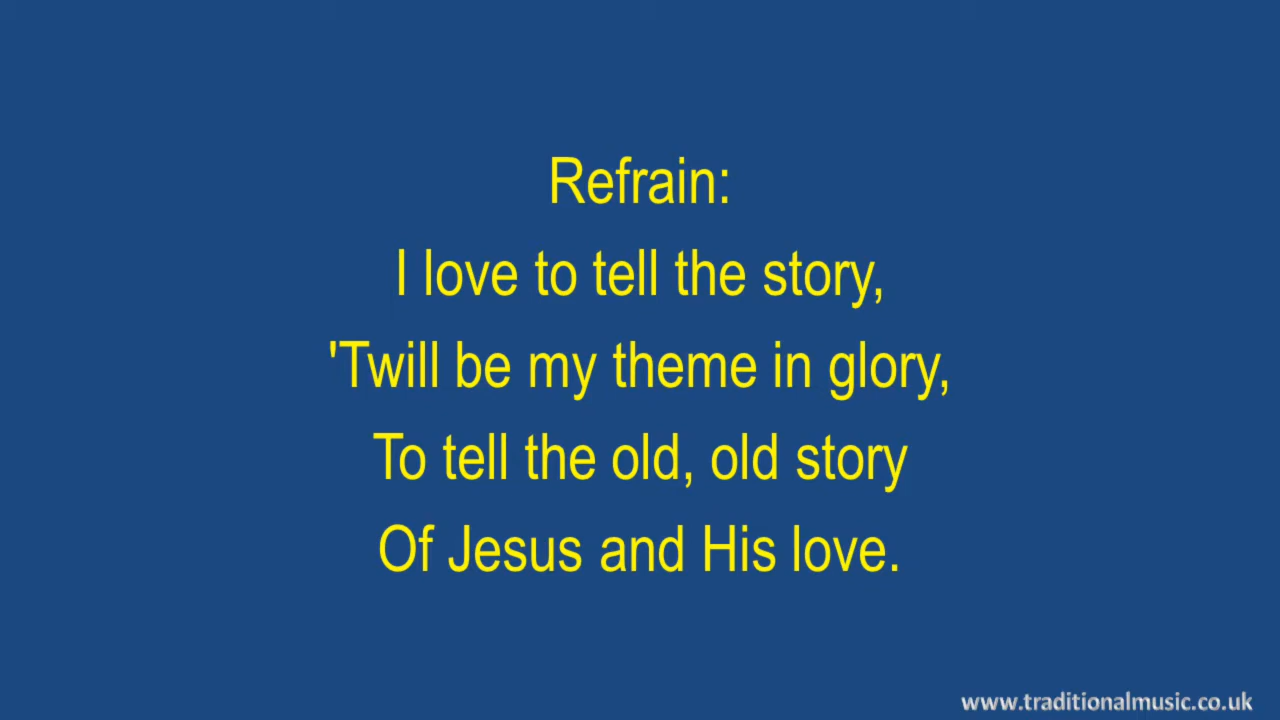 Refrain:
I love to tell the story,
'Twill be my theme in glory,
To tell the old, old story
Of Jesus and His love.
www.traditionalmusic.co.uk